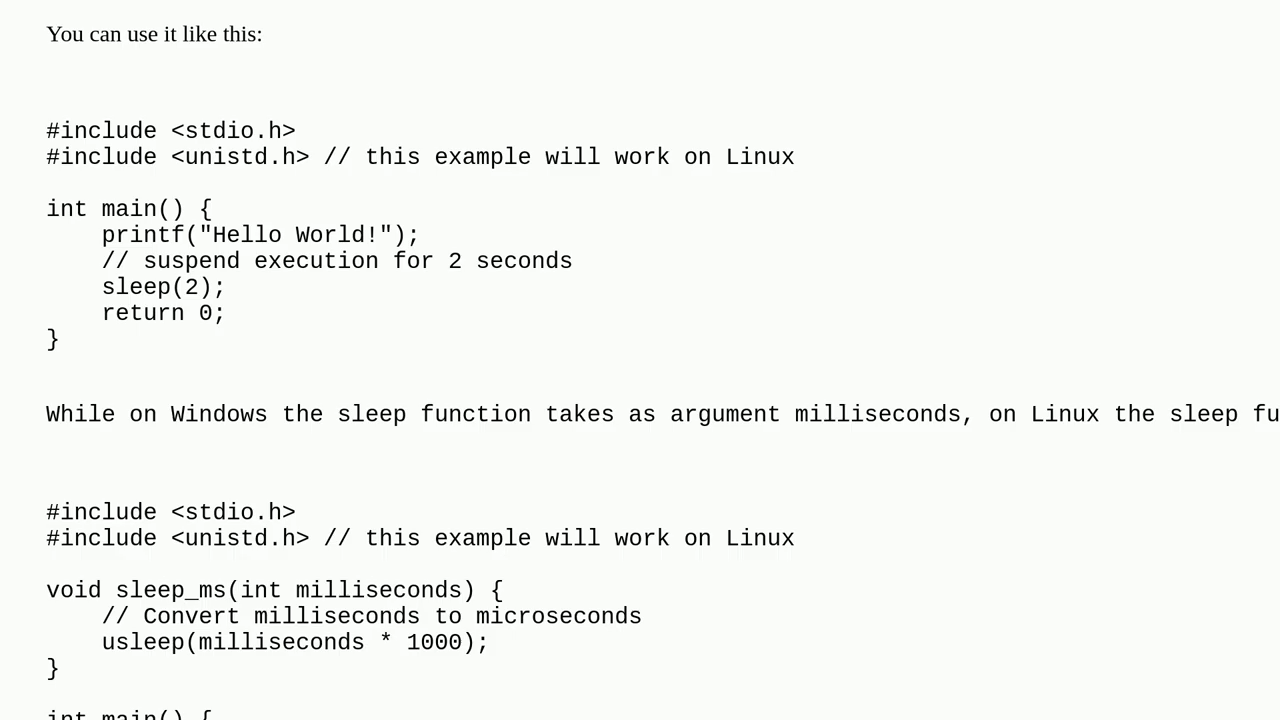 You can use it like this:
#include <stdio.h>
#include <unistd.h> // this example will work on Linux
int main() {
    printf("Hello World!");
    // suspend execution for 2 seconds
    sleep(2);
    return 0;
}
While on Windows the sleep function takes as argument milliseconds, on Linux the sleep fu
#include <stdio.h>
#include <unistd.h> // this example will work on Linux
void sleep_ms(int milliseconds) {
    // Convert milliseconds to microseconds
    usleep(milliseconds * 1000);
}
int main() {